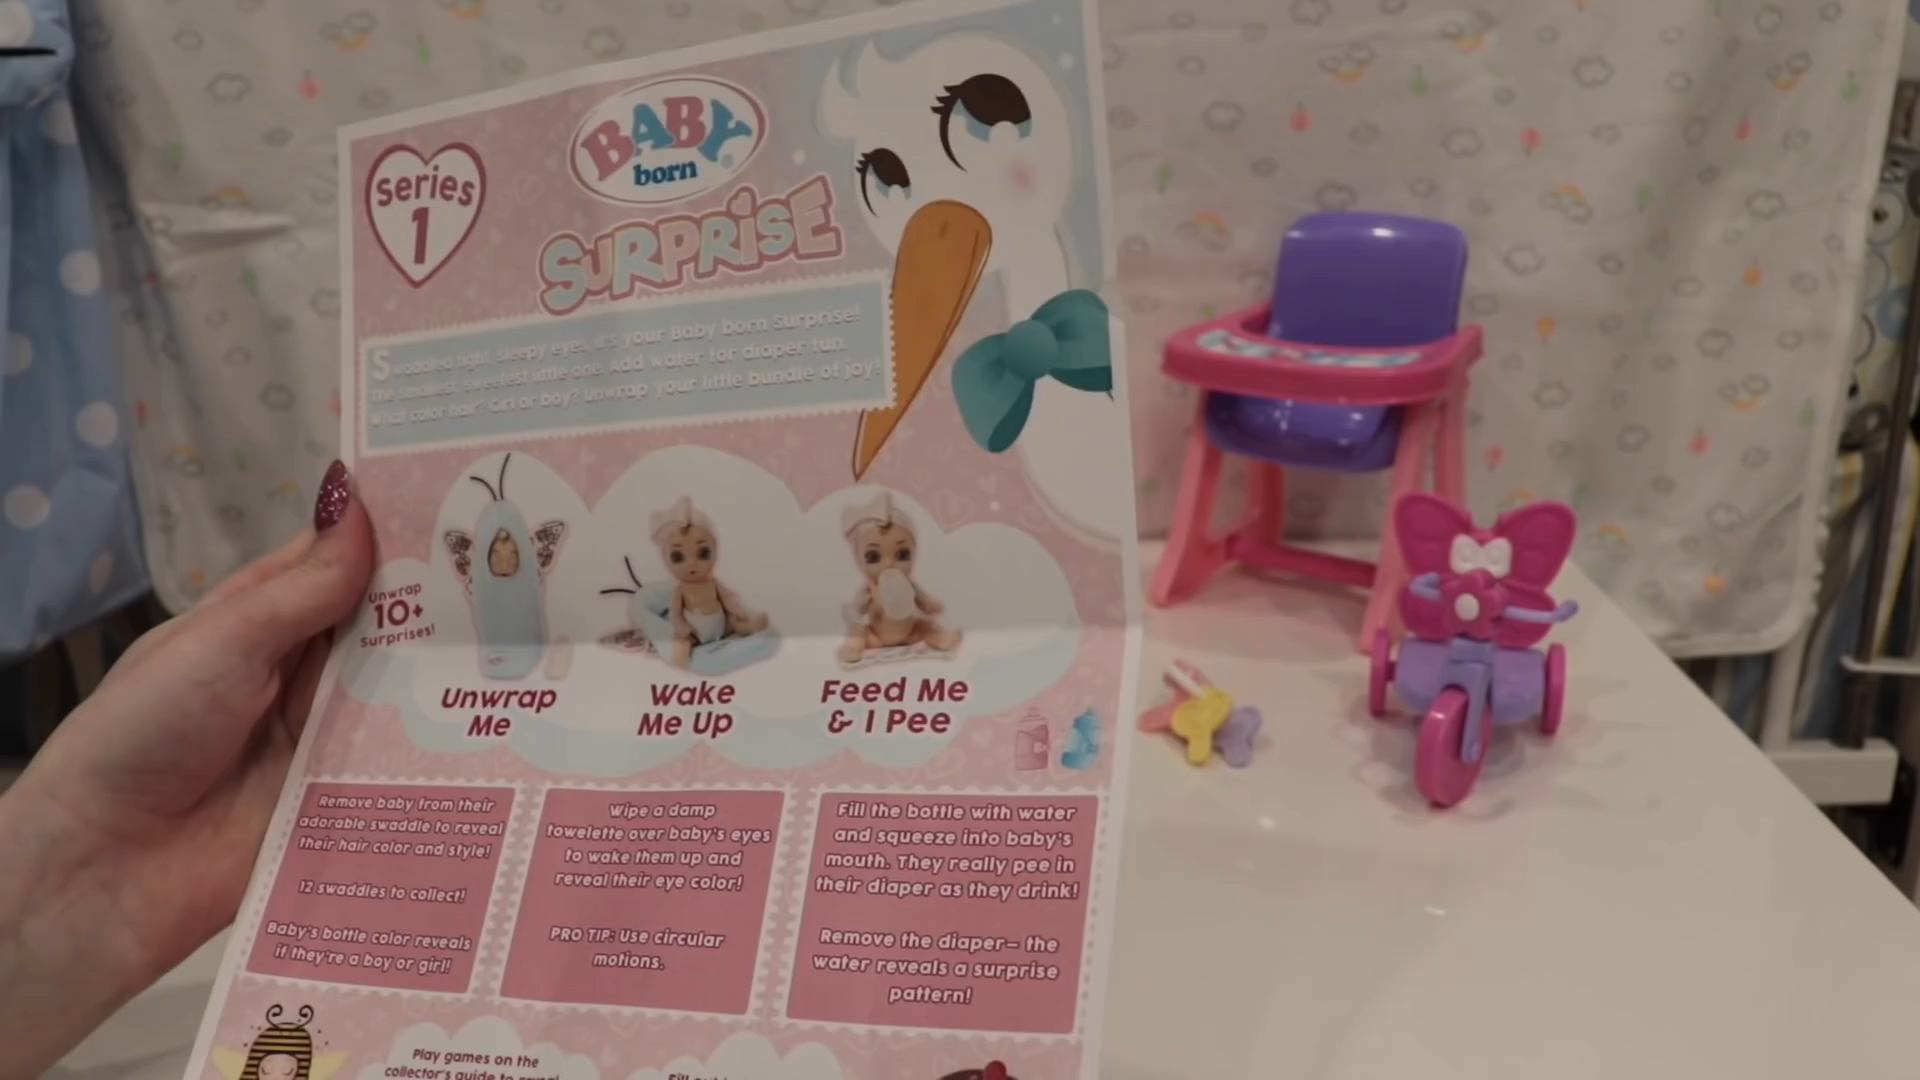 Series
1
BABY
born
SURPRISE
Swaddled tight, sleepy eyes, it's your Baby born surprise!
the smallest, sweetest little one. Add water for diaper fun.
What color hair? Girl or boy? Unwrap your little bundle of joy!
Unwrap
10+
Surprises!
Unwrap
Me
Wake
Me Up
Feed Me
& I Pee
Remove baby from their
adorable swaddle to reveal
their hair color and style!
12 swaddles to collect!
Baby's bottle color reveals
if they're a boy or girl!
Wipe a damp
towelette over baby's eyes
to wake them up and
reveal their eye color!
PRO TIP: Use circular
motions.
Fill the bottle with water
and squeeze into baby's
mouth. They really pee in
their diaper as they drink!
Remove the diaper– the
water reveals a surprise
pattern!
Play games on the
collector's guide to reveal